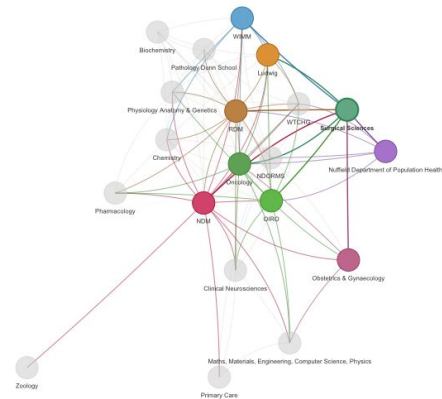 WIMM
Biochemistry
Ludwig
Pathology Dunn School
Physiology Anatomy & Genetics
WTCHG
RDM
Surgical Sciences
Chemistry
Nuffield Department of Population Health
NDORMS
Oncology
Pharmacology
NDM
OIRO
Obstetrics & Gynaecology
Clinical Neurosciences
Maths, Materials, Engineering, Computer Science, Physics
Zoology
Primary Care